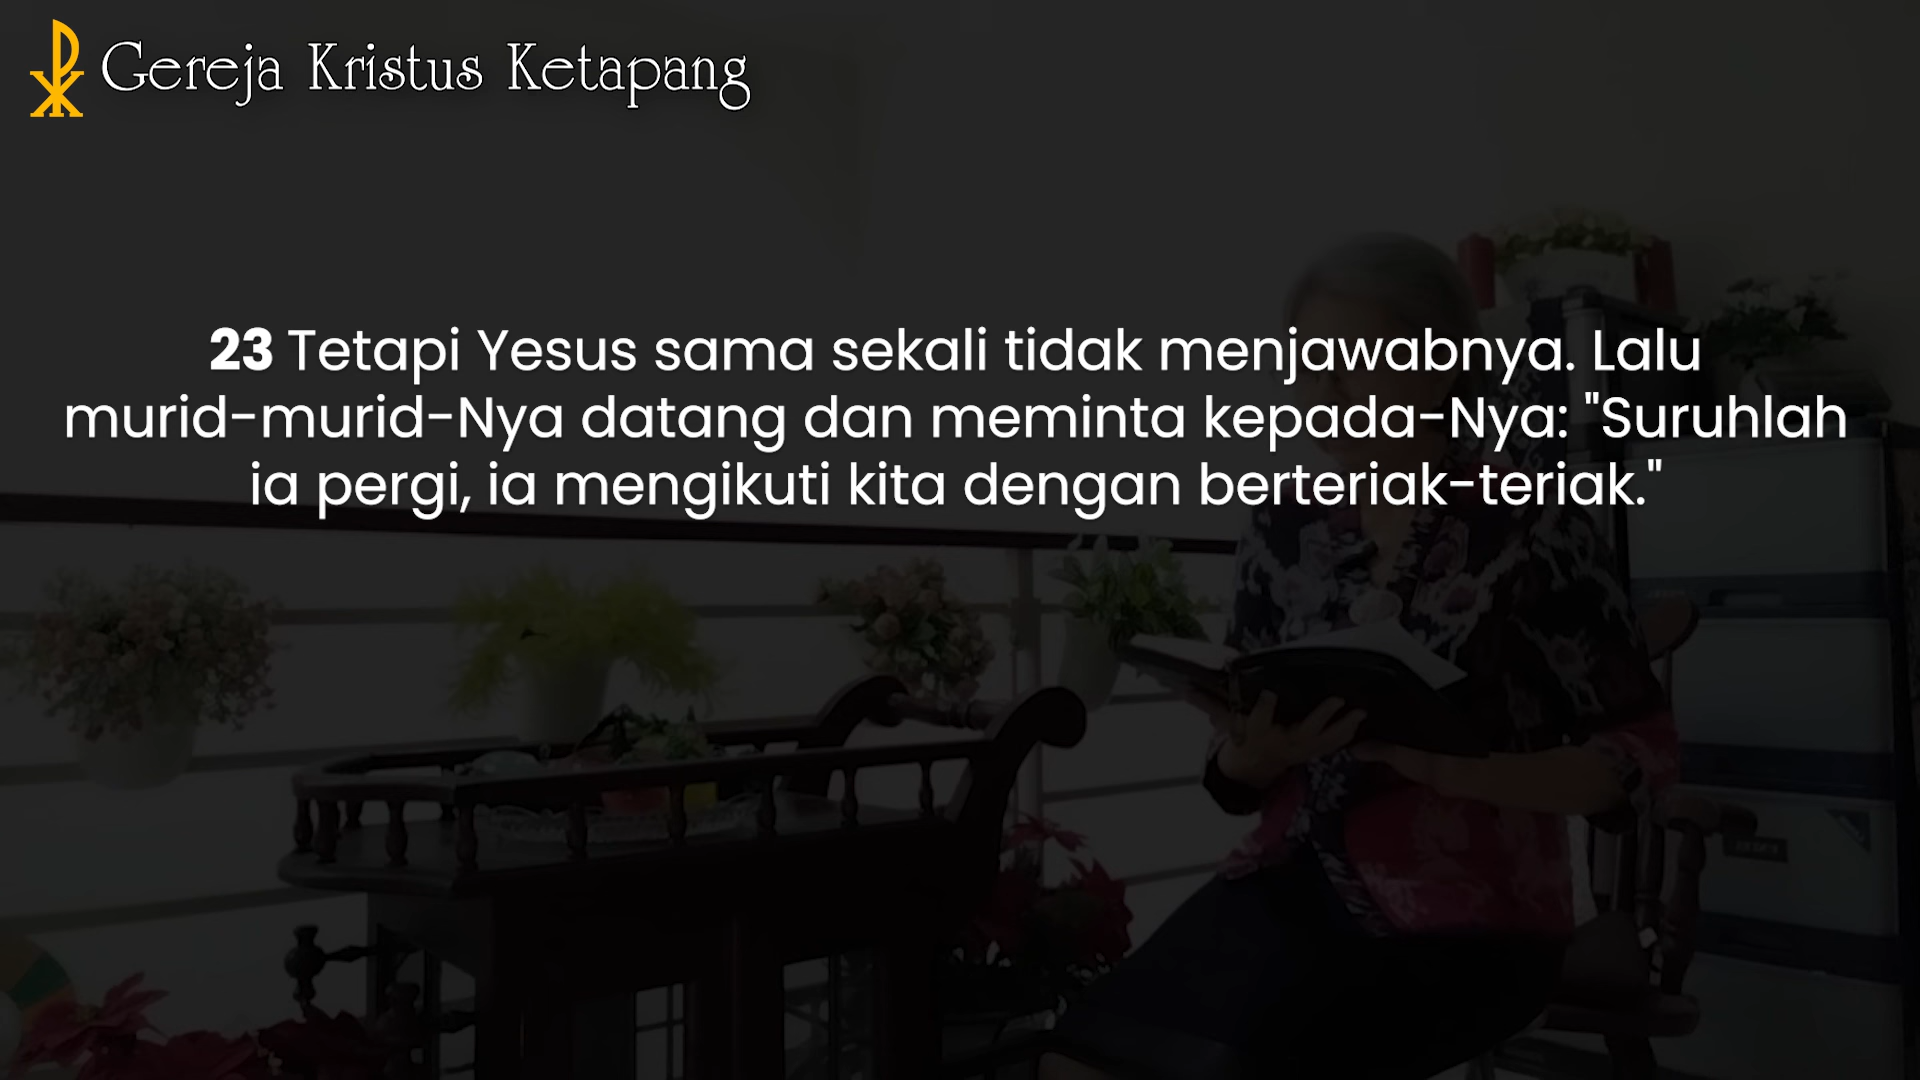 Gereja Kristus Ketapang
23 Tetapi Yesus sama sekali tidak menjawabnya. Lalu
murid-murid-Nya datang dan meminta kepada-Nya: "Suruhlah
ia pergi, ia mengikuti kita dengan berteriak-teriak."